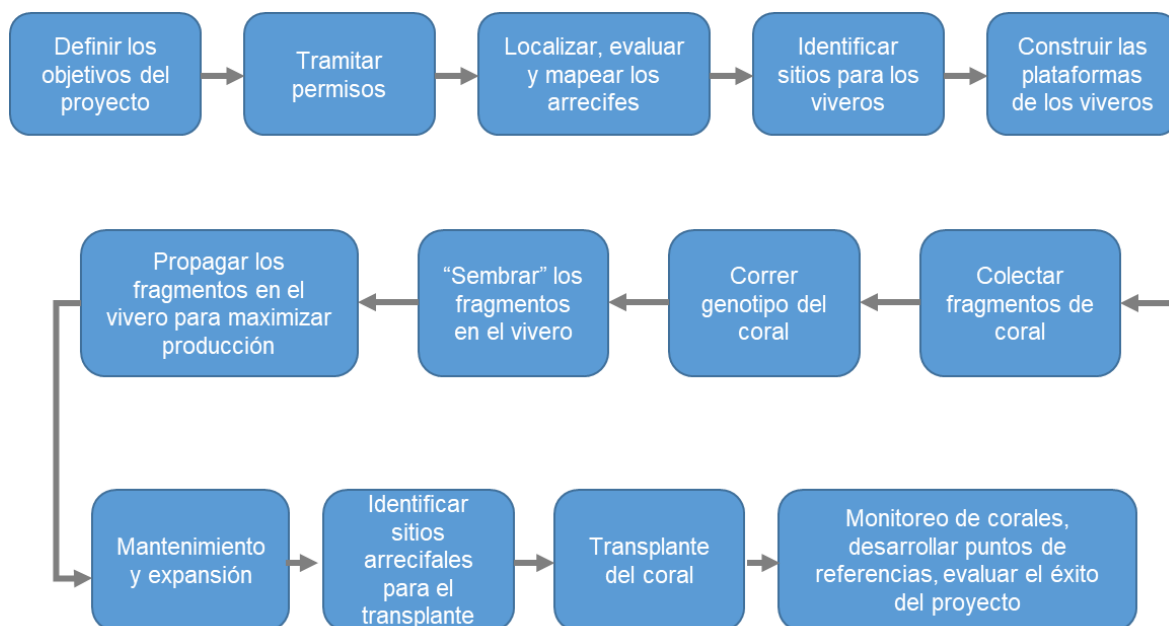 Definir los
objetivos del
proyecto
Tramitar
permisos
Localizar, evaluar
y mapear los
arrecifes
Identificar
sitios para los
viveros
Construir las
plataformas
de los viveros
Colectar
fragmentos de
coral
Correr
genotipo del
coral
“Sembrar” los
fragmentos
en el vivero
Propagar los
fragmentos en el
vivero para maximizar
producción
Mantenimiento
y expansión
Identificar
sitios
arrecifales
para el
transplante
Transplante
del coral
Monitoreo de corales,
desarrollar puntos de
referencias, evaluar el éxito
del proyecto